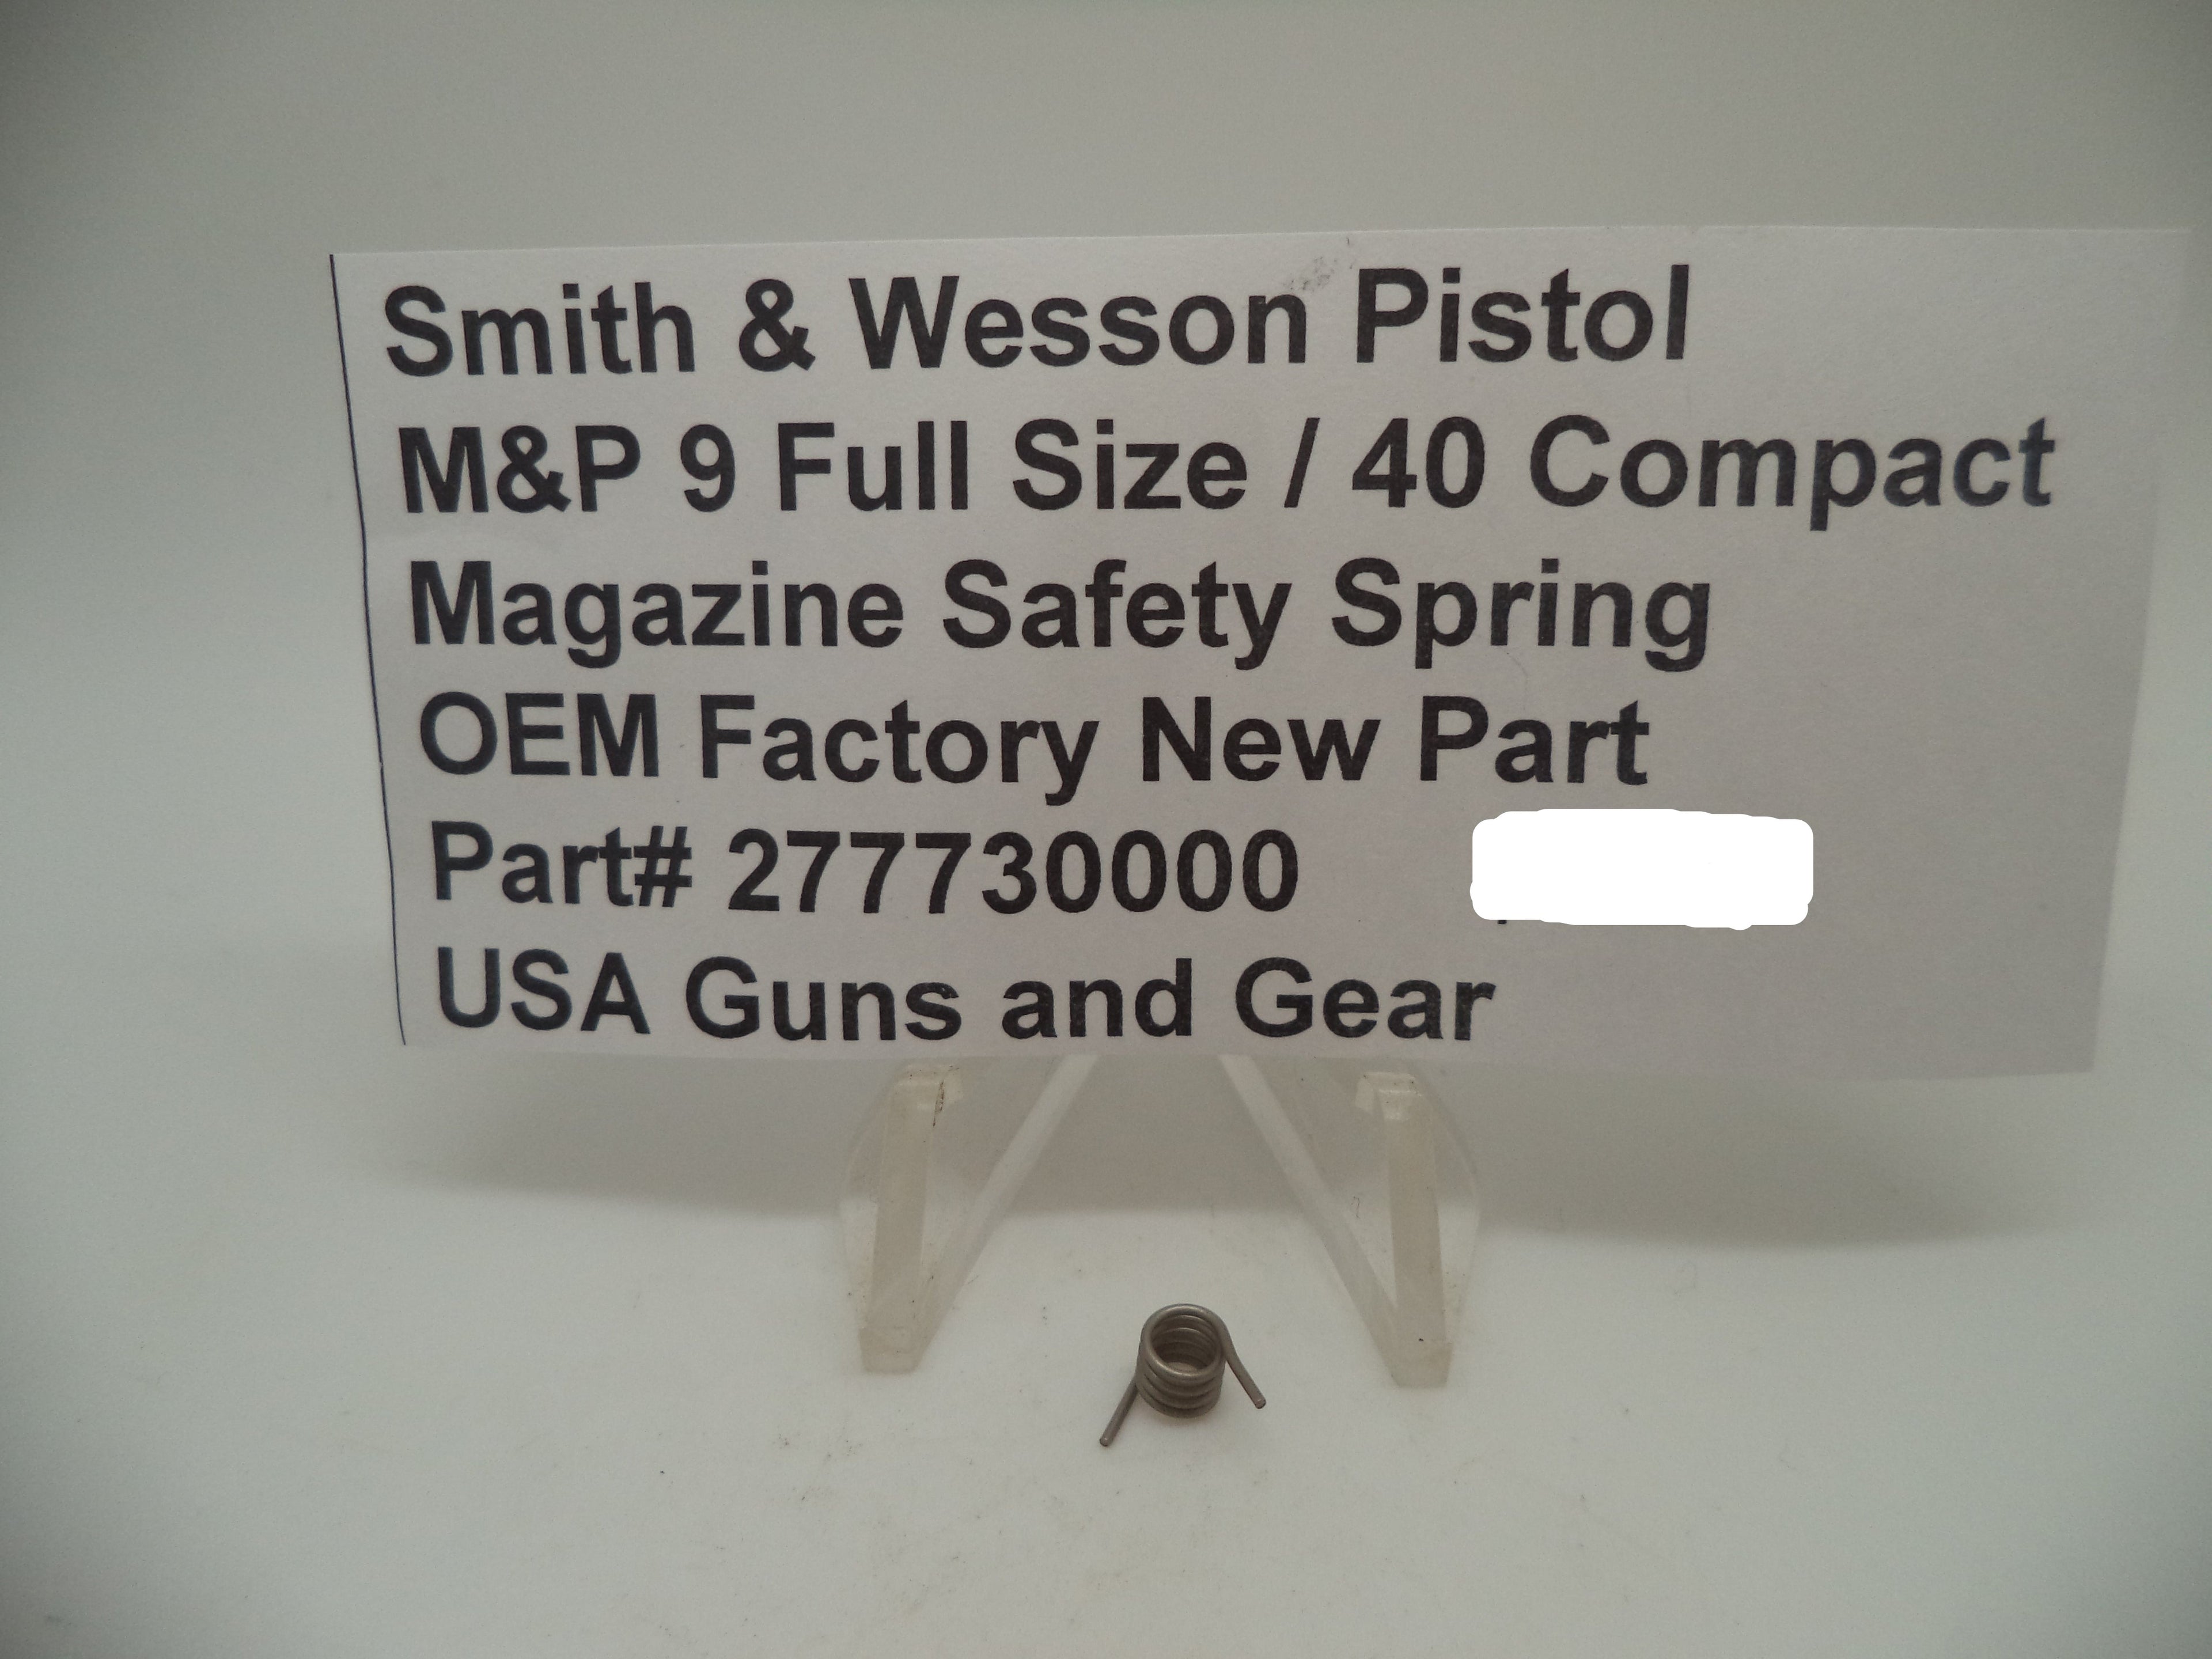 Smith & Wesson Pistol
M&P 9 Full Size / 40 Compact
Magazine Safety Spring
OEM Factory New Part
Part# 277730000
USA Guns and Gear